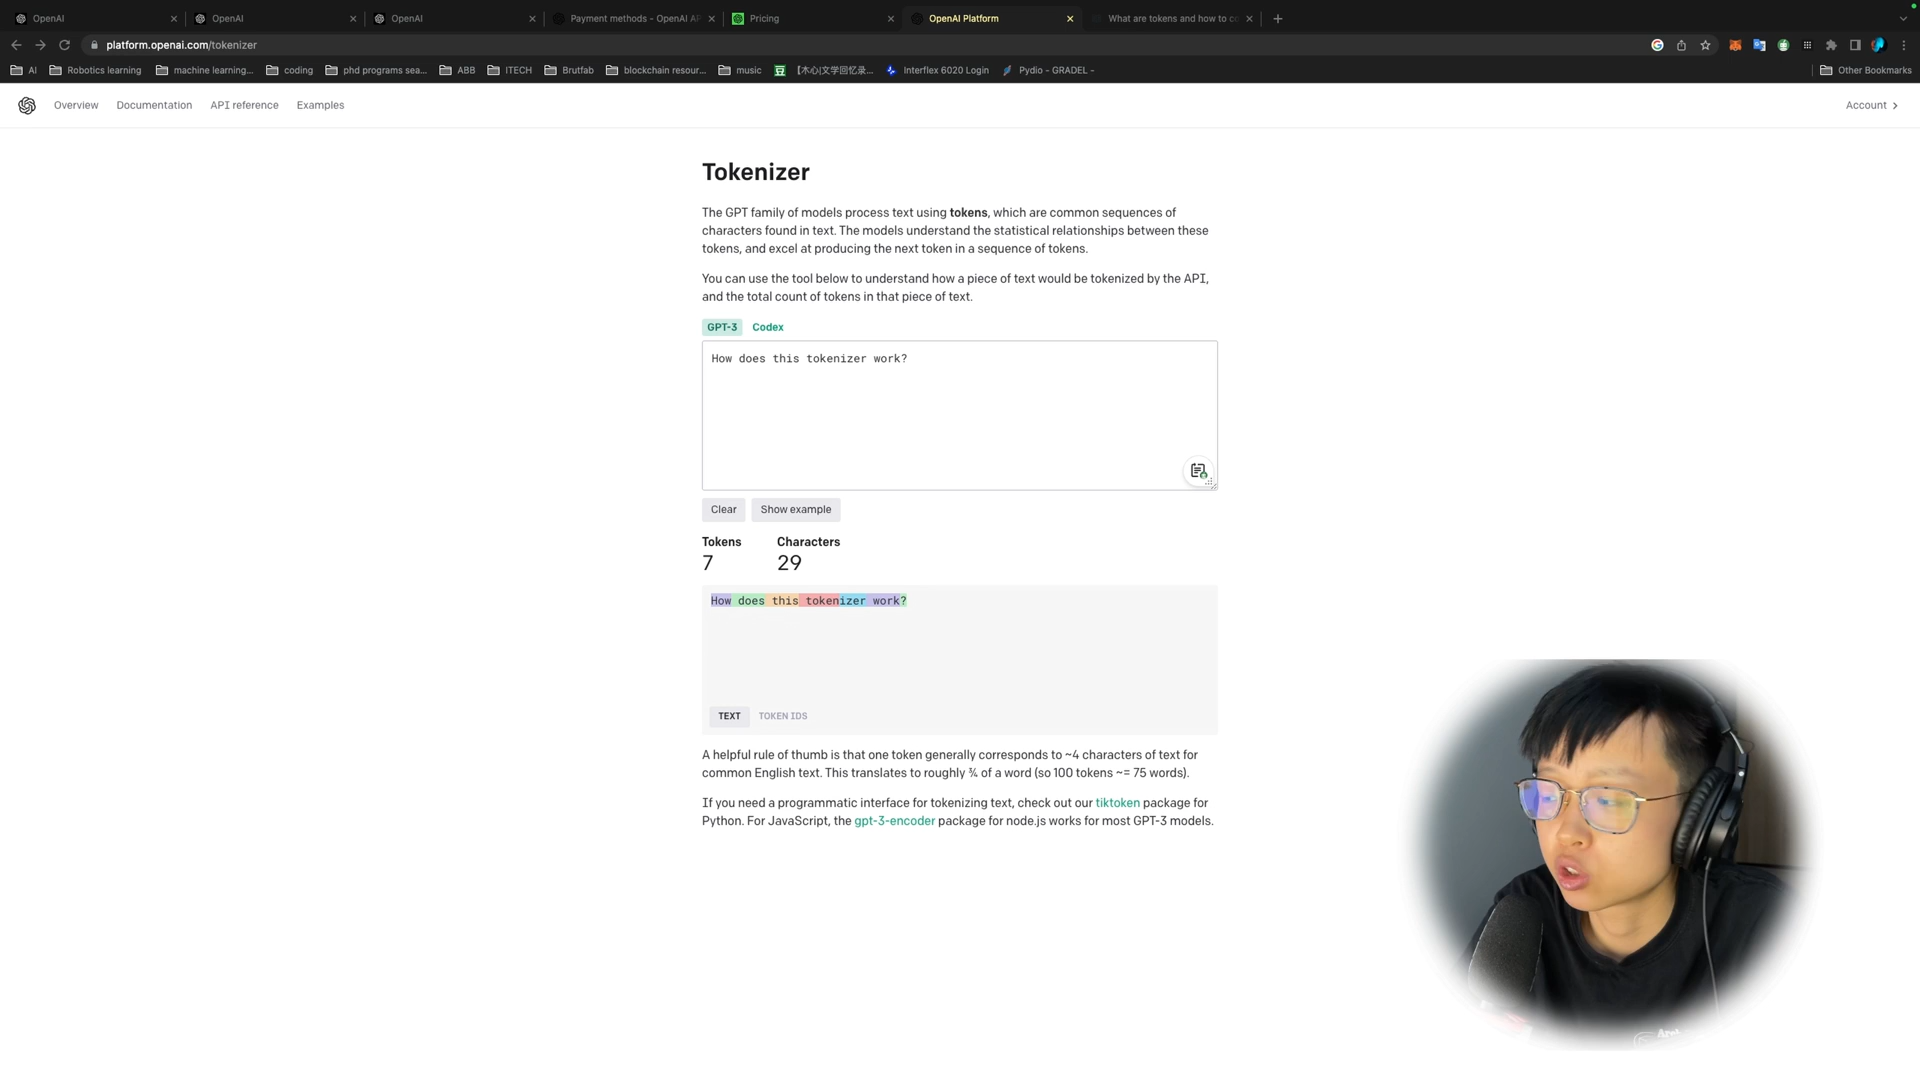 OpenAI
OpenAI
OpenAI
Payment methods - OpenAI AP
Pricing
OpenAI Platform
What are tokens and how to co
platform.openai.com/tokenizer
AI
Robotics learning
machine learning...
coding
phd programs sea...
ABB
ITECH
Brutfab
blockchain resour...
music
【木心|文学回忆录...
Interflex 6020 Login
Pydio - GRADEL -
Other Bookmarks
Overview
Documentation
API reference
Examples
Account
Tokenizer
The GPT family of models process text using tokens, which are common sequences of
characters found in text. The models understand the statistical relationships between these
tokens, and excel at producing the next token in a sequence of tokens.
You can use the tool below to understand how a piece of text would be tokenized by the API,
and the total count of tokens in that piece of text.
GPT-3 Codex
How does this tokenizer work?
Clear
Show example
Tokens Characters
7 29
How does this tokenizer work?
TEXT TOKEN IDS
A helpful rule of thumb is that one token generally corresponds to ~4 characters of text for
common English text. This translates to roughly ¾ of a word (so 100 tokens ~= 75 words).
If you need a programmatic interface for tokenizing text, check out our tiktoken package for
Python. For JavaScript, the gpt-3-encoder package for node.js works for most GPT-3 models.